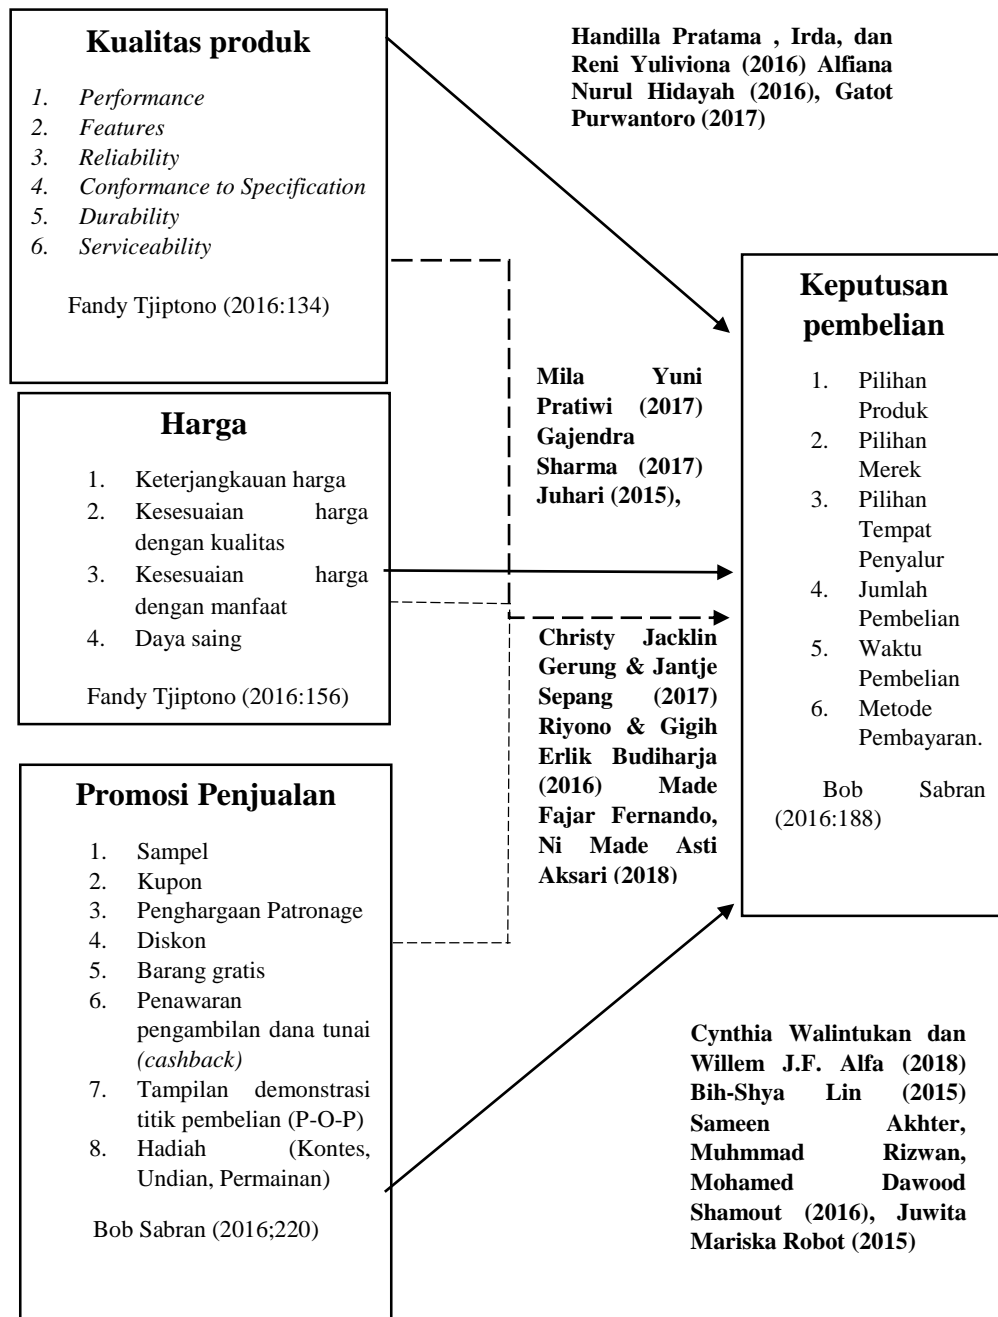 Kualitas produk
1. Performance
2. Features
3. Reliability
4. Conformance to Specification
5. Durability
6. Serviceability
Fandy Tjiptono (2016:134)
Handilla Pratama , Irda, dan
Reni Yuliviona (2016) Alfiana
Nurul Hidayah (2016), Gatot
Purwantoro (2017)
Harga
1. Keterjangkauan harga
2. Kesesuaian harga
dengan kualitas
3. Kesesuaian harga
dengan manfaat
4. Daya saing
Fandy Tjiptono (2016:156)
Mila Yuni
Pratiwi (2017)
Gajendra
Sharma (2017)
Juhari (2015),
Keputusan
pembelian
1. Pilihan
Produk
2. Pilihan
Merek
3. Pilihan
Tempat
Penyalur
4. Jumlah
Pembelian
5. Waktu
Pembelian
6. Metode
Pembayaran.
Bob Sabran
(2016:188)
Christy Jacklin
Gerung & Jantje
Sepang (2017)
Riyono & Gigih
Erlik Budiharja
(2016) Made
Fajar Fernando,
Ni Made Asti
Aksari (2018)
Promosi Penjualan
1. Sampel
2. Kupon
3. Penghargaan Patronage
4. Diskon
5. Barang gratis
6. Penawaran
pengambilan dana tunai
(cashback)
7. Tampilan demonstrasi
titik pembelian (P-O-P)
8. Hadiah (Kontes,
Undian, Permainan)
Bob Sabran (2016;220)
Cynthia Walintukan dan
Willem J.F. Alfa (2018)
Bih-Shya Lin (2015)
Sameen Akhter,
Muhmmad Rizwan,
Mohamed Dawood
Shamout (2016), Juwita
Mariska Robot (2015)